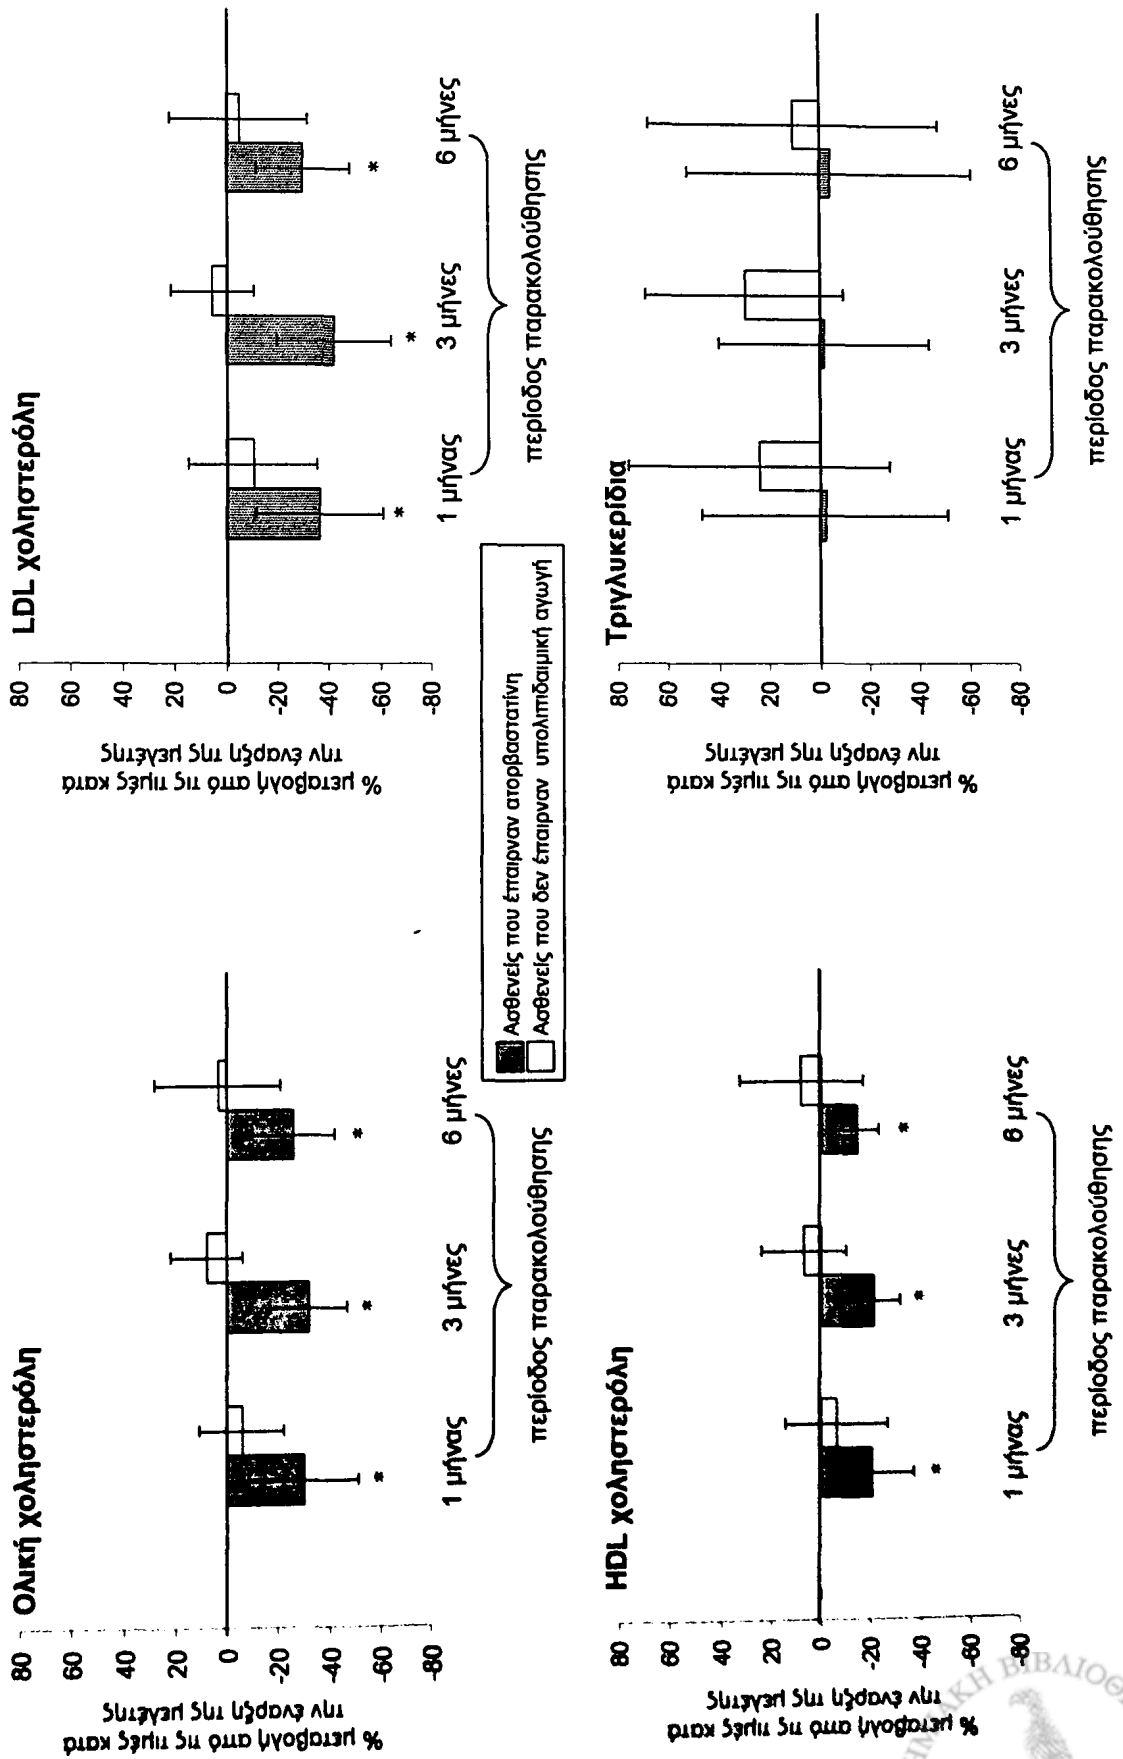 Ολική χοληστερόλη
% μεταβολή από τις τιμές κατά
την έναρξη της μελέτης
80
60
40
20
0
-20
-40
-60
-80
*
*
*
1 μήνας
3 μήνες
6 μήνες
περίοδος παρακολούθησης
LDL χοληστερόλη
% μεταβολή από τις τιμές κατά
την έναρξη της μελέτης
80
60
40
20
0
-20
-40
-60
-80
*
*
*
1 μήνας
3 μήνες
6 μήνες
περίοδος παρακολούθησης
Ασθενείς που έπαιρναν ατορβαστατίνη
Ασθενείς που δεν έπαιρναν υπολιπιδαιμική αγωγή
HDL χοληστερόλη
% μεταβολή από τις τιμές κατά
την έναρξη της μελέτης
80
60
40
20
0
-20
-40
-60
-80
*
*
*
1 μήνας
3 μήνες
6 μήνες
περίοδος παρακολούθησης
Τριγλυκερίδια
% μεταβολή από τις τιμές κατά
την έναρξη της μελέτης
80
60
40
20
0
-20
-40
-60
-80
1 μήνας
3 μήνες
6 μήνες
περίοδος παρακολούθησης